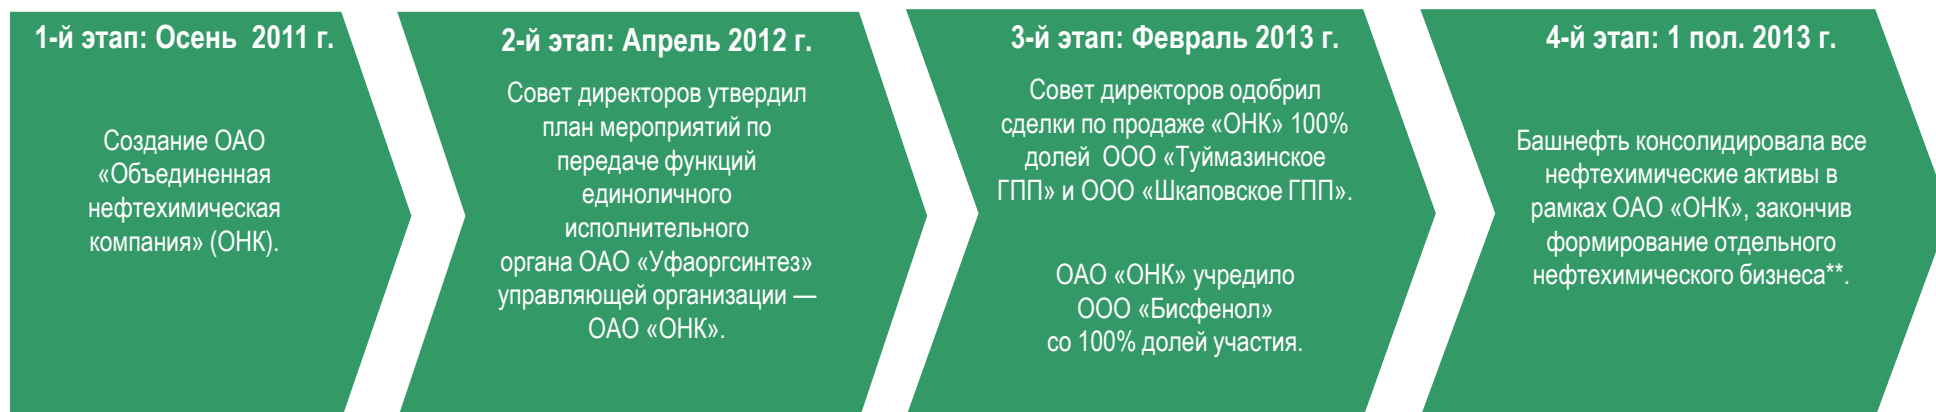 1-й этап: Осень 2011 г.
Создание ОАО
«Объединенная
нефтехимическая
компания» (ОНК).
2-й этап: Апрель 2012 г.
Совет директоров утвердил
план мероприятий по
передаче функций
единоличного
исполнительного
органа ОАО «Уфаоргсинтез»
управляющей организации —
ОАО «ОНК».
3-й этап: Февраль 2013 г.
Совет директоров одобрил
сделки по продаже «ОНК» 100%
долей ООО «Туймазинское
ГПП» и ООО «Шкаповское ГПП».
ОАО «ОНК» учредило
ООО «Бисфенол»
со 100% долей участия.
4-й этап: 1 пол. 2013 г.
Башнефть консолидировала все
нефтехимические активы в
рамках ОАО «ОНК», закончив
формирование отдельного
нефтехимического бизнеса**.